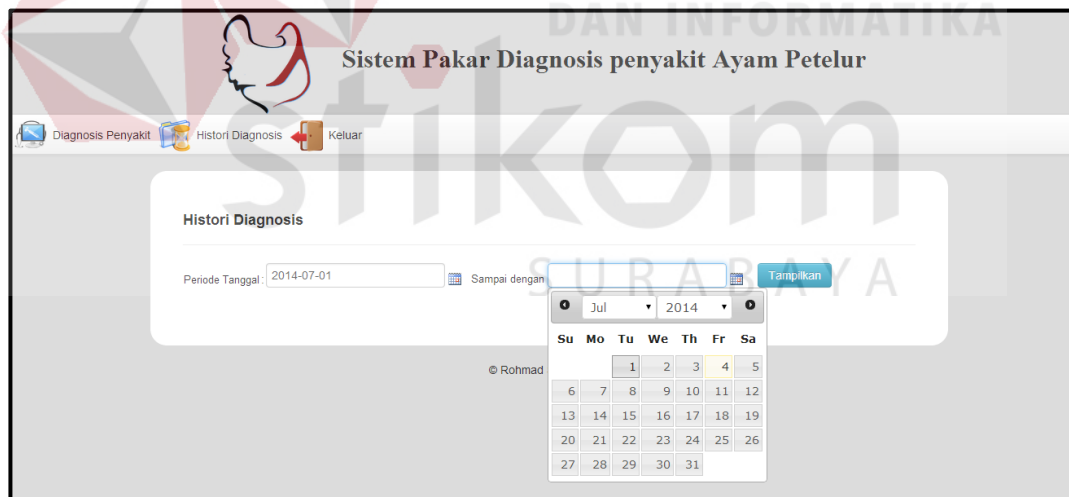 DAN INFORMATIKA
Sistem Pakar Diagnosis penyakit Ayam Petelur
stikom
Diagnosis Penyakit Histori Diagnosis Keluar
Histori Diagnosis
Periode Tanggal : 2014-07-01 Sampai dengan Tampilkan
SURABAYA
Jul 2014
Su Mo Tu We Th Fr Sa
1 2 3 4 5
© Rohmad
6 7 8 9 10 11 12
13 14 15 16 17 18 19
20 21 22 23 24 25 26
27 28 29 30 31